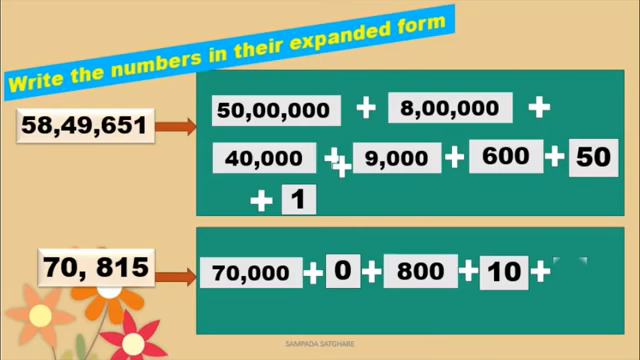 Write the numbers in their expanded form
58,49,651
50,00,000 + 8,00,000 +
40,000 + 9,000 + 600 + 50
+ 1
70, 815
70,000 + 0 + 800 + 10 +
SAMPADA SATGHARE